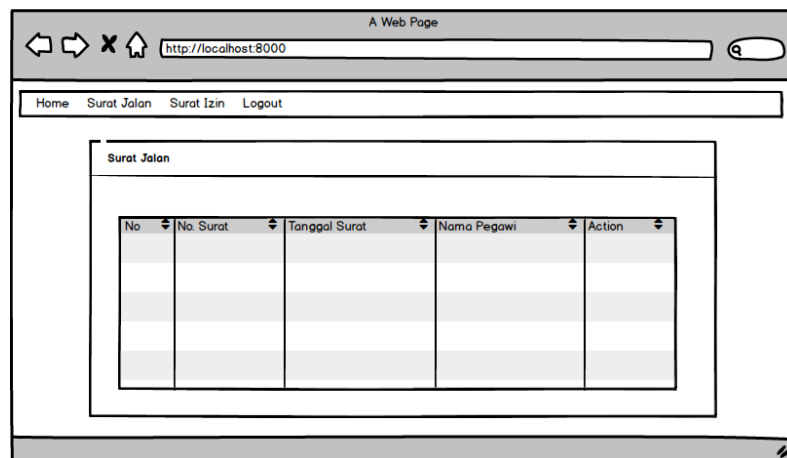 A Web Page
http://localhost:8000
Home Surat Jalan Surat Izin Logout
Surat Jalan
No No. Surat Tanggal Surat Nama Pegawi Action